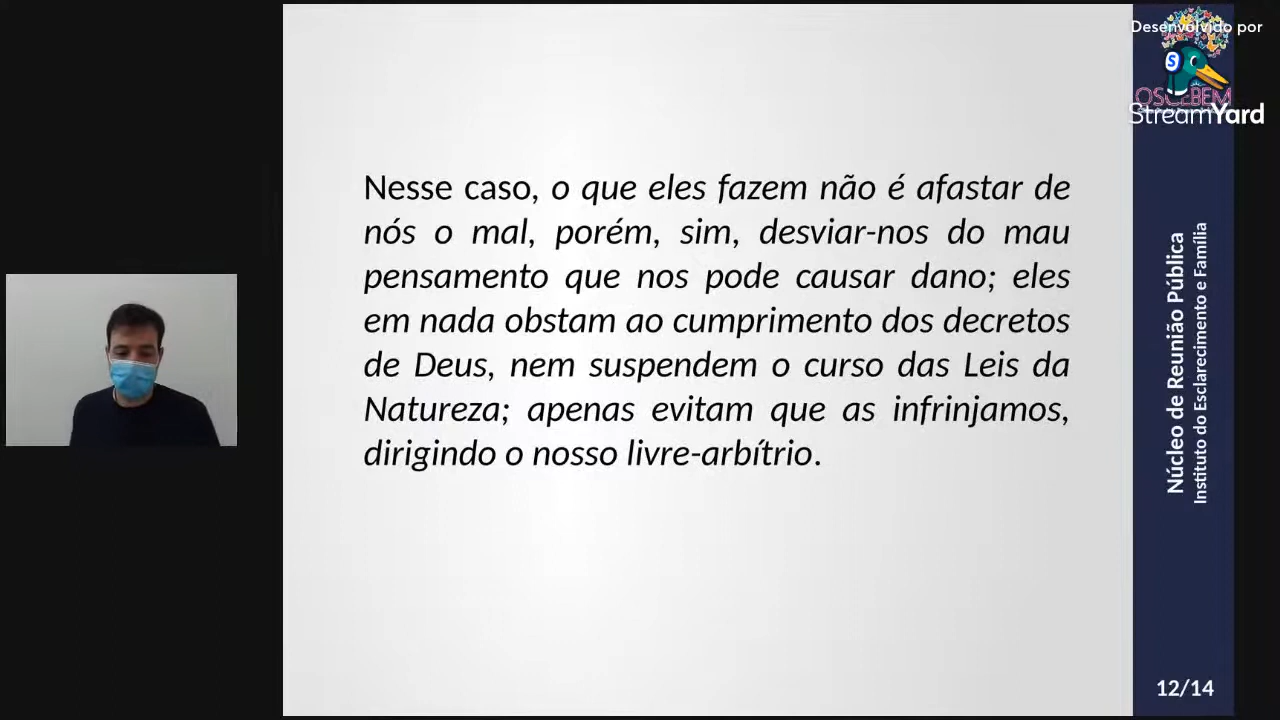 Desenvolvido por
OSCEBEM
StreamYard
Nesse caso, o que eles fazem não é afastar de
nós o mal, porém, sim, desviar-nos do mau
pensamento que nos pode causar dano; eles
em nada obstam ao cumprimento dos decretos
de Deus, nem suspendem o curso das Leis da
Natureza; apenas evitam que as infrinjamos,
dirigindo o nosso livre-arbítrio.
Núcleo de Reunião Pública
Instituto do Esclarecimento e Família
12/14